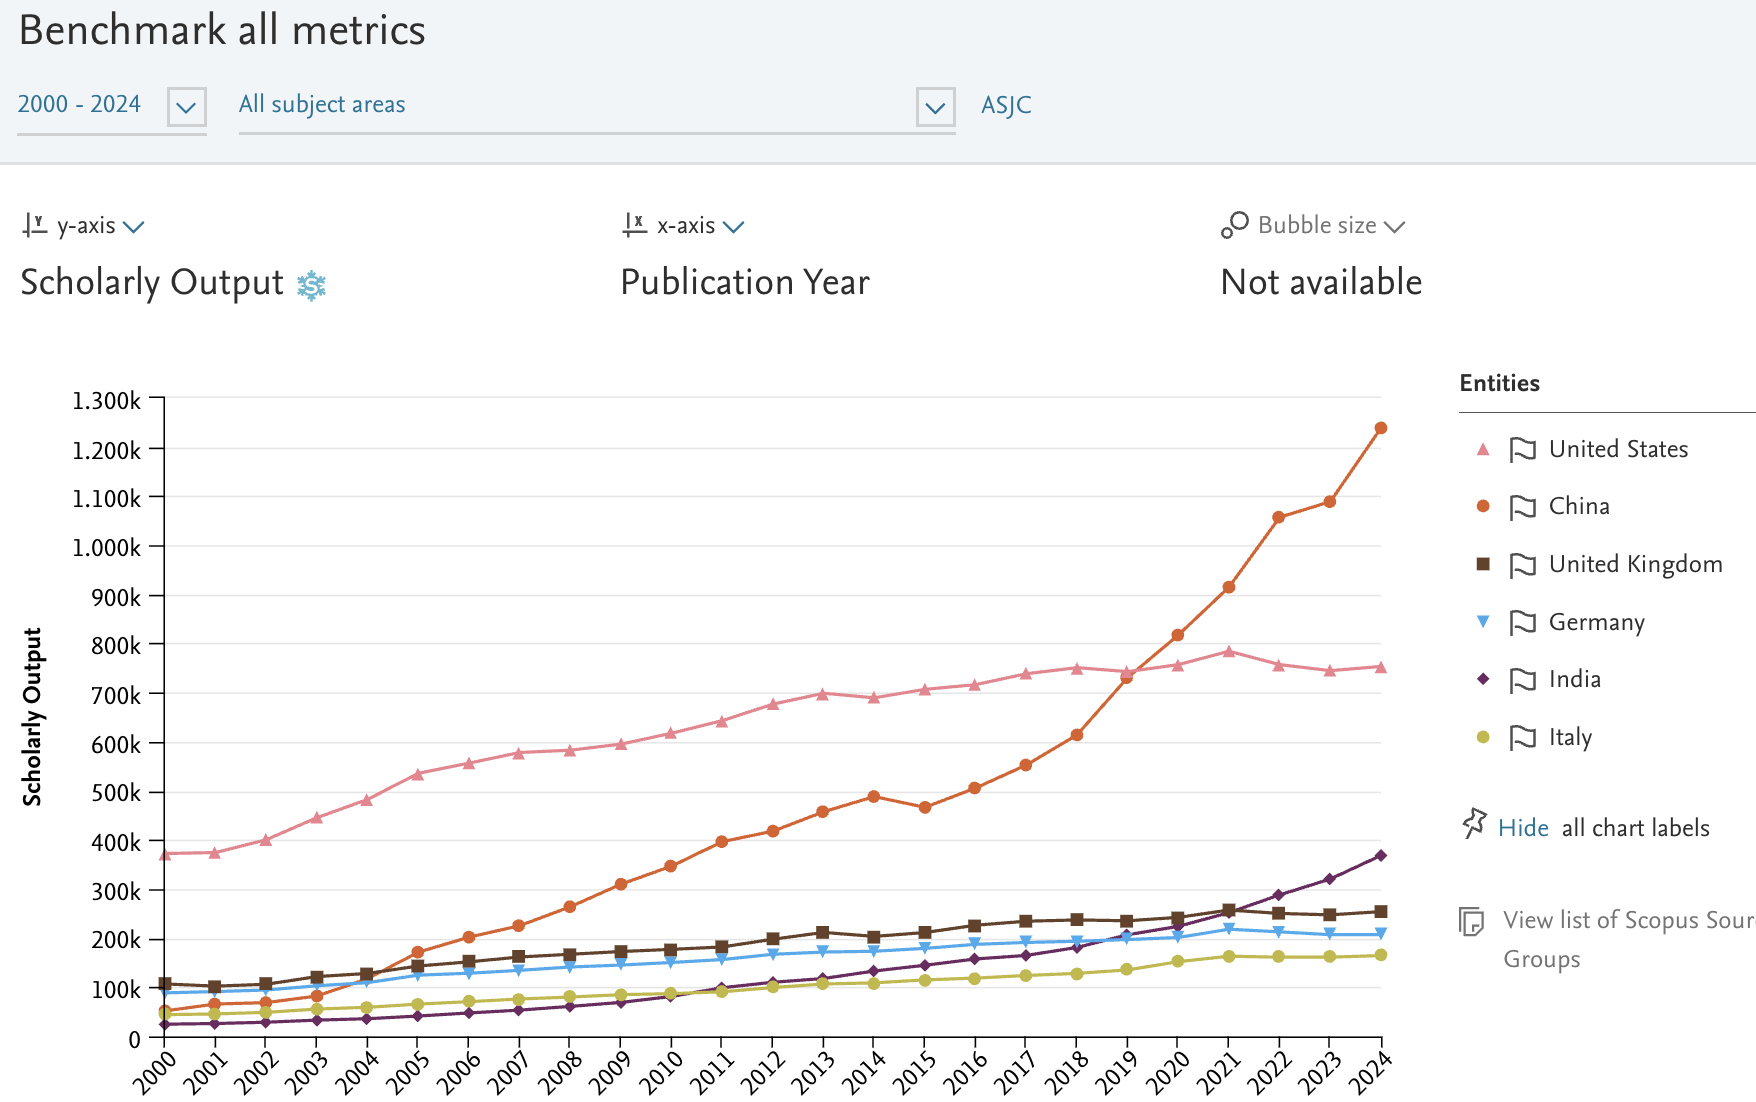 Benchmark all metrics
2000 - 2024
All subject areas
ASJC
y-axis
x-axis
Bubble size
Scholarly Output
Publication Year
Not available
Entities
United States
China
United Kingdom
Germany
India
Italy
Hide all chart labels
View list of Scopus Sour
Groups
Scholarly Output
1.300k
1.200k
1.100k
1.000k
900k
800k
700k
600k
500k
400k
300k
200k
100k
0
2000
2001
2002
2003
2004
2005
2006
2007
2008
2009
2010
2011
2012
2013
2014
2015
2016
2017
2018
2019
2020
2021
2022
2023
2024